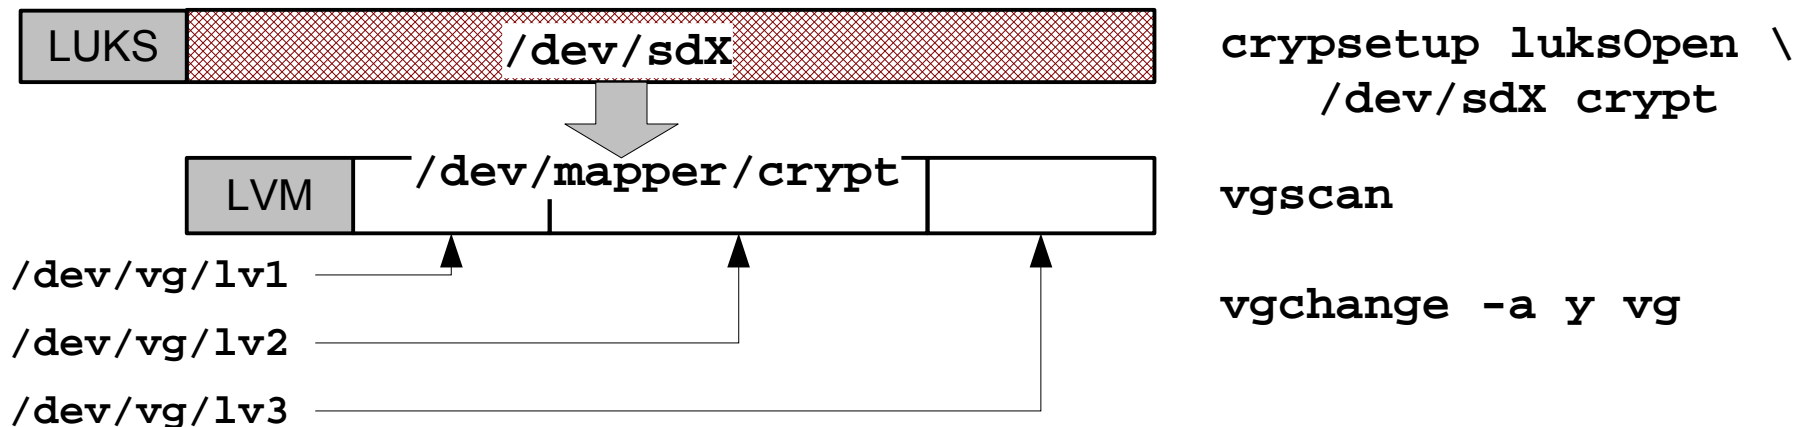 LUKS /dev/sdX
crypsetup luksOpen \
/dev/sdX crypt
/dev/mapper/crypt
LVM
vgscan
/dev/vg/lv1
vgchange -a y vg
/dev/vg/lv2
/dev/vg/lv3